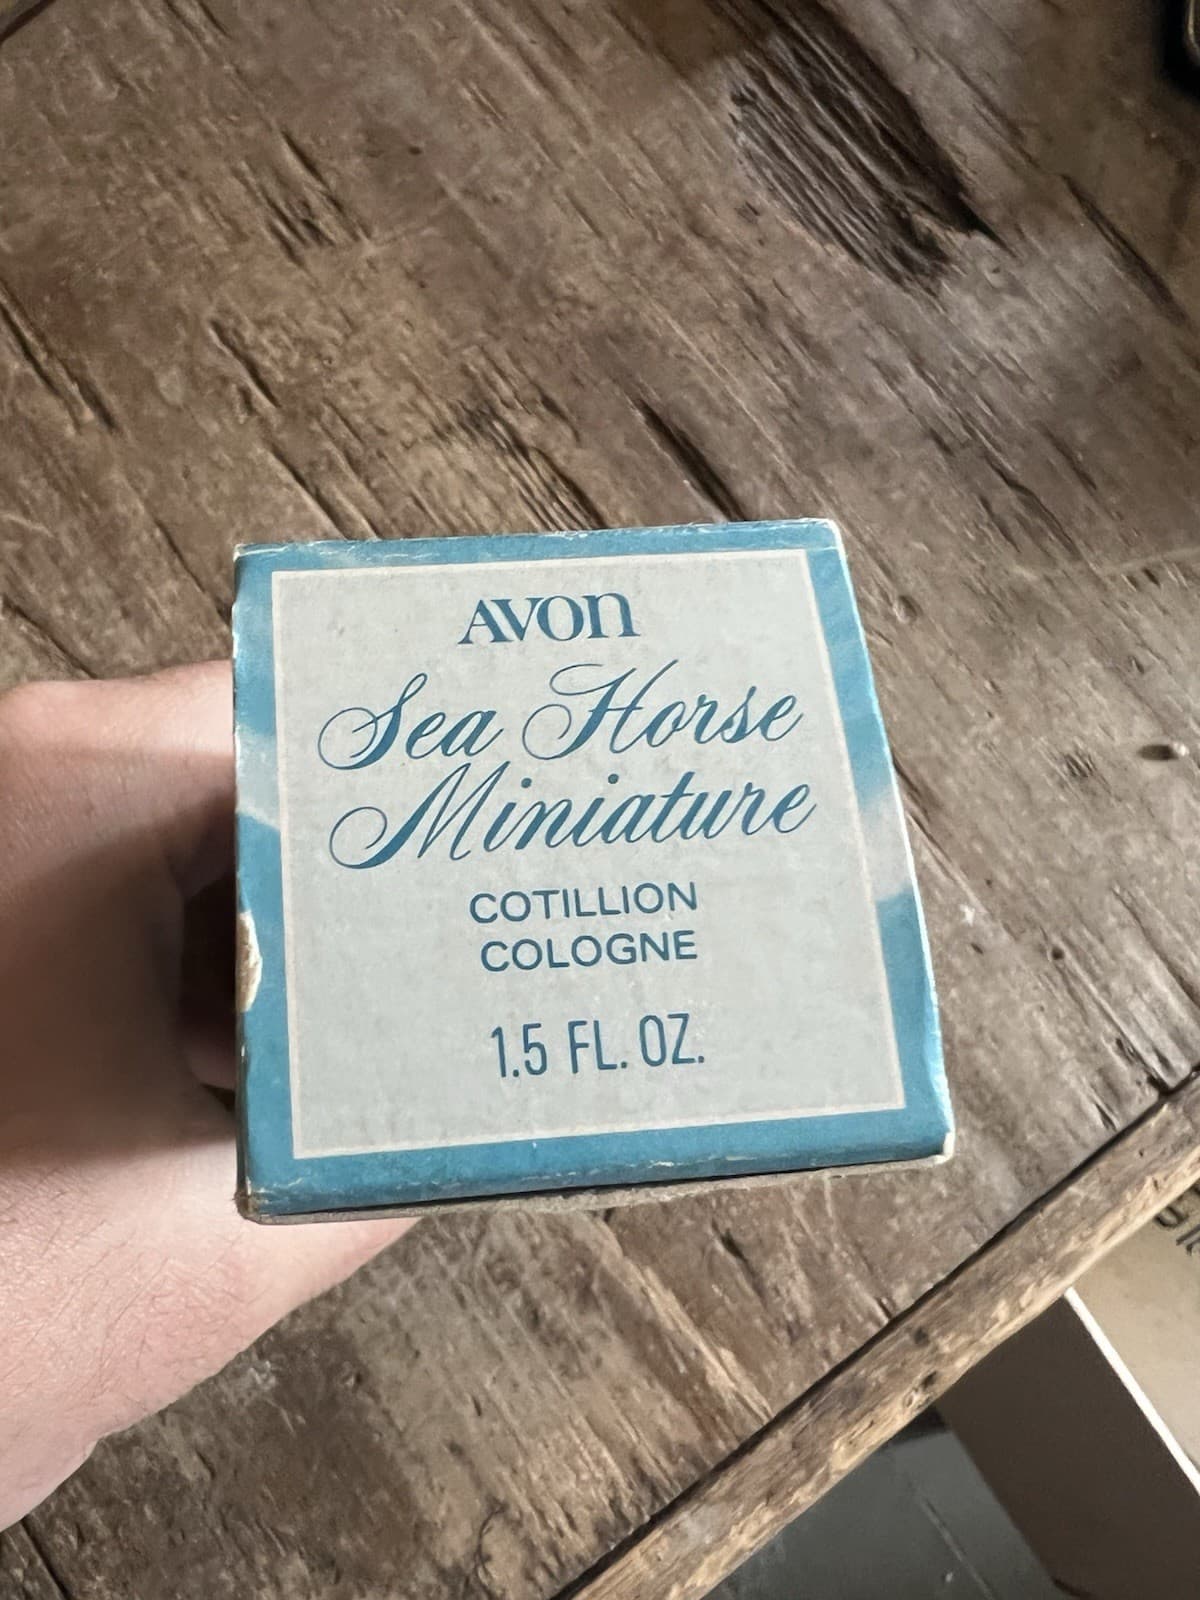 AVON
Sea Horse
Miniature
COTILLION
COLOGNE
1.5 FL. OZ.